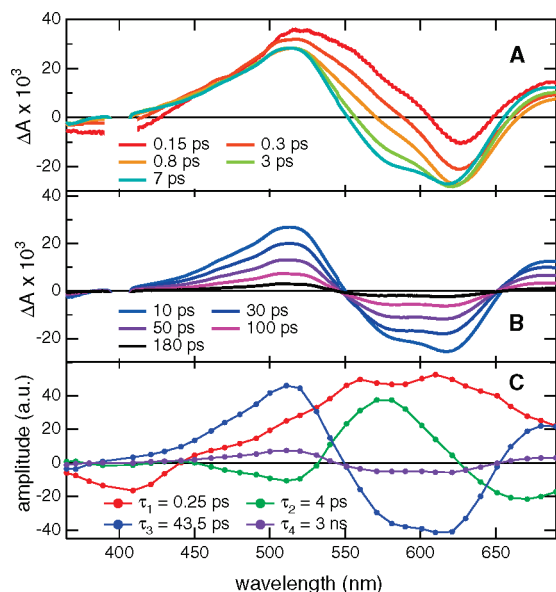 40
20
0
20
ΔA x 10³
A
0.15 ps 0.3 ps
0.8 ps 3 ps
7 ps
40
20
0
-20
ΔA x 10³
B
10 ps 30 ps
50 ps 100 ps
180 ps
40
20
0
-20
-40
amplitude (a.u.)
C
τ₁ = 0.25 ps τ₂ = 4 ps
τ₃ = 43.5 ps τ₄ = 3 ns
400 450 500 550 600 650
wavelength (nm)